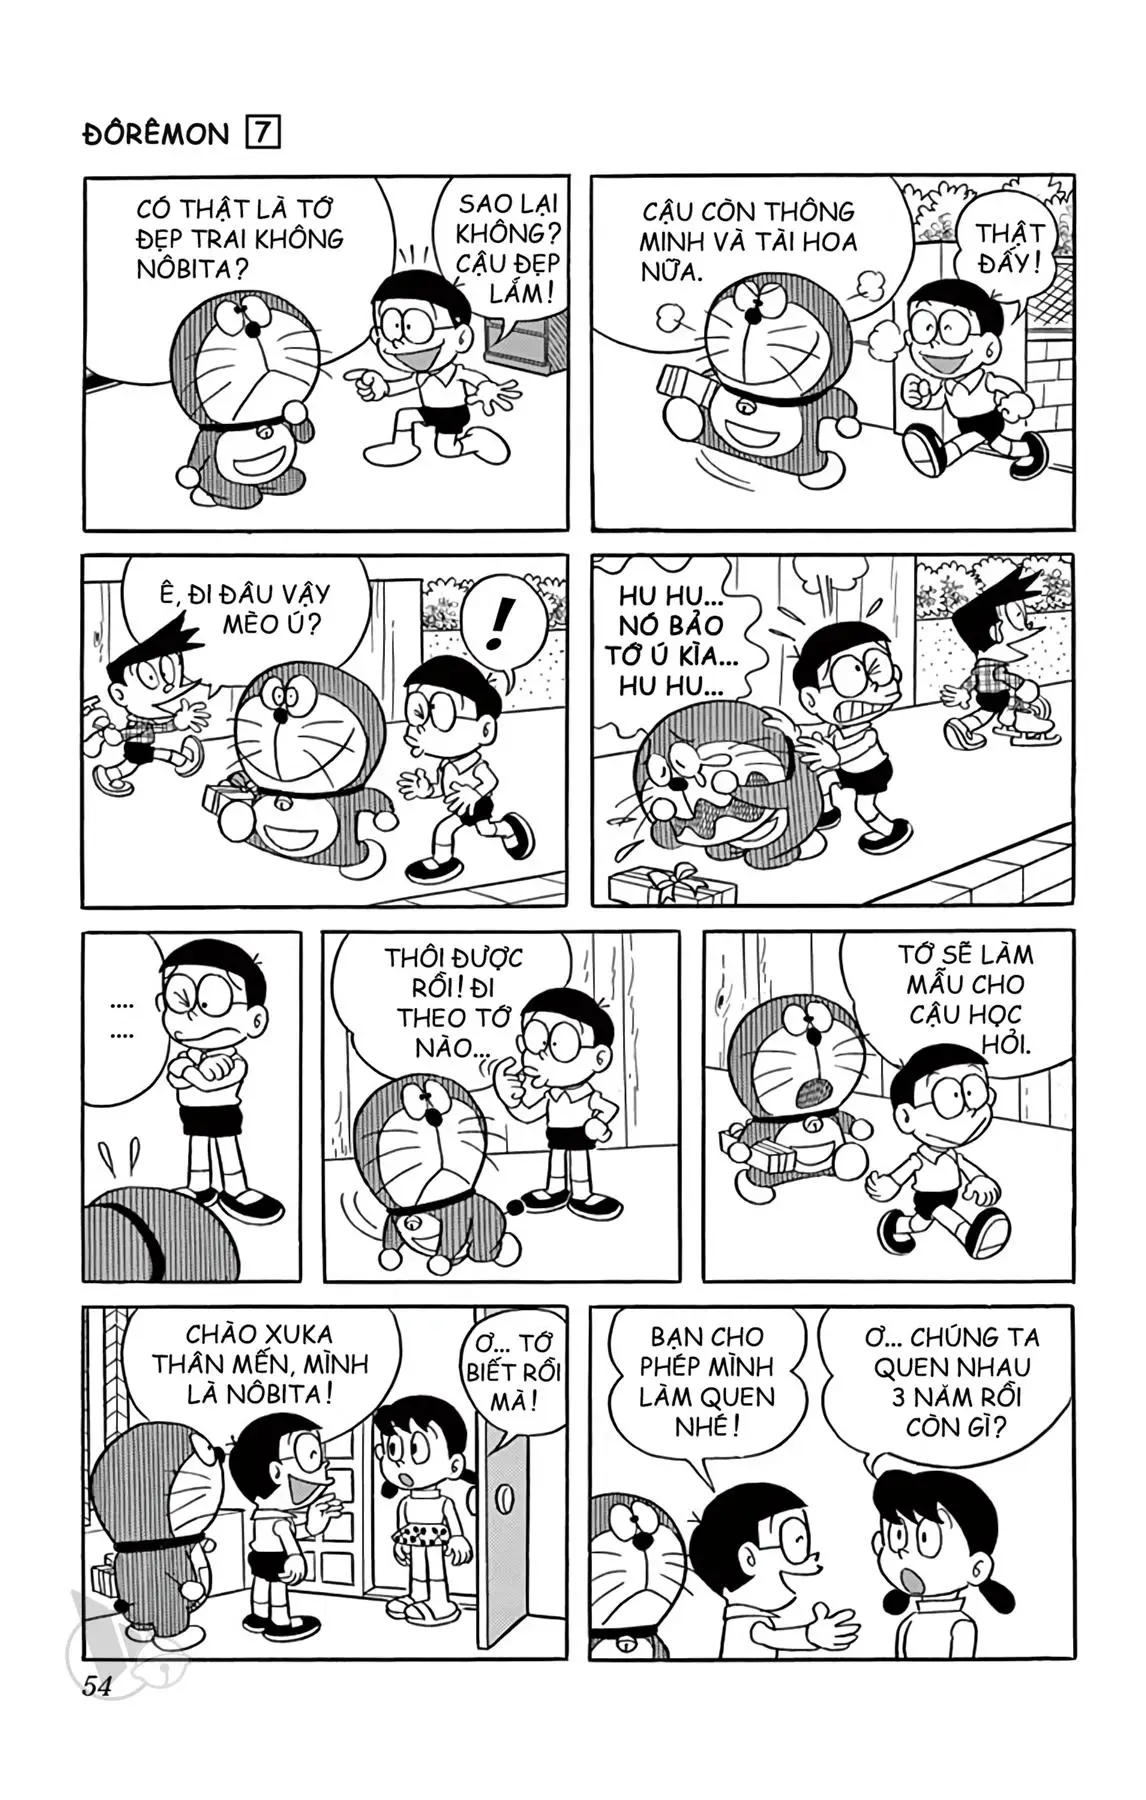 ĐÔRÊMON 7
CÓ THẬT LÀ TỚ
ĐẸP TRAI KHÔNG
NÔBITA?
SAO LẠI
KHÔNG?
CẬU ĐẸP
LẮM!
CẬU CÒN THÔNG
MINH VÀ TÀI HOA
NỮA.
THẬT
ĐẤY!
Ê, ĐI ĐÂU VẬY
MÈO Ú?
!
HU HU...
NÓ BẢO
TỚ Ú KÌA...
HU HU...
....
....
THÔI ĐƯỢC
RỒI! ĐI
THEO TỚ
NÀO...
TỚ SẼ LÀM
MẪU CHO
CẬU HỌC
HỎI.
CHÀO XUKA
THÂN MẾN, MÌNH
LÀ NÔBITA!
Ơ... TỚ
BIẾT RỒI
MÀ!
BẠN CHO
PHÉP MÌNH
LÀM QUEN
NHÉ!
Ơ... CHÚNG TA
QUEN NHAU
3 NĂM RỒI
CÒN GÌ?
54